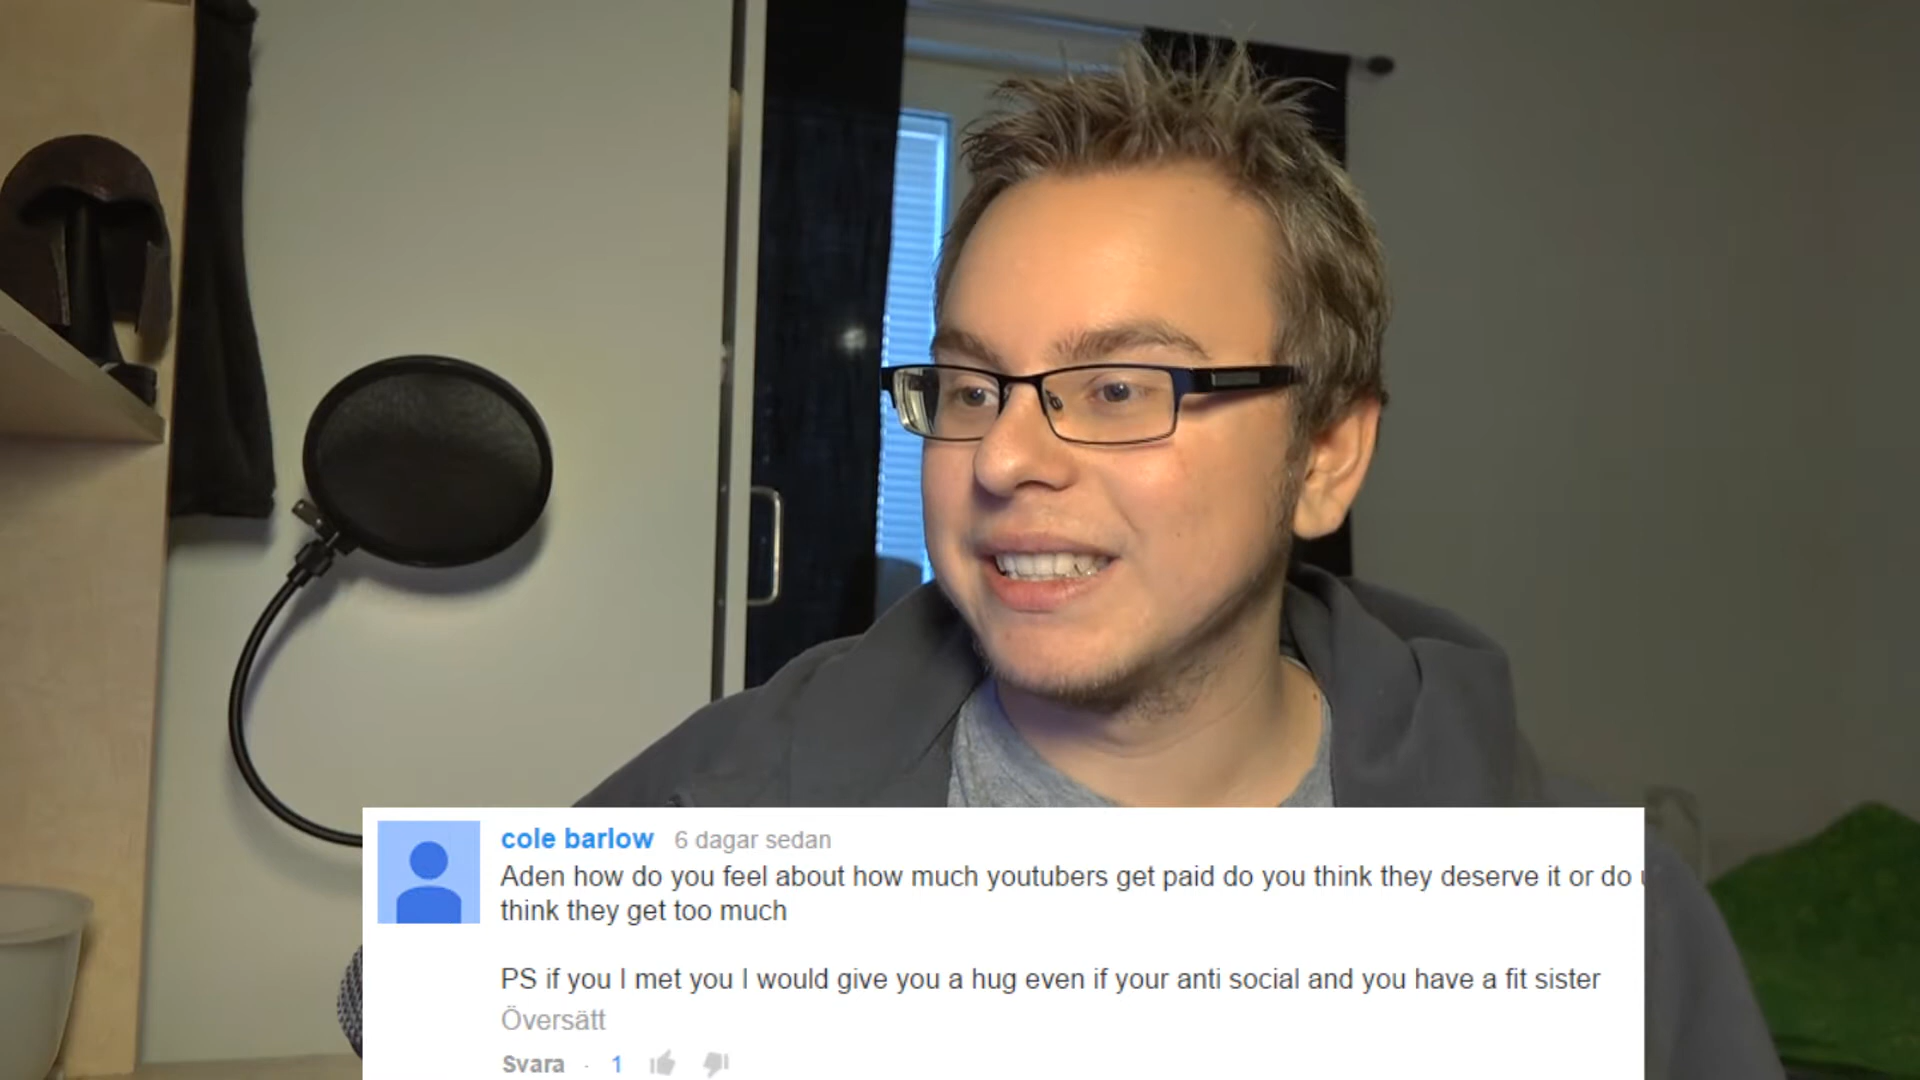 cole barlow 6 dagar sedan
Aden how do you feel about how much youtubers get paid do you think they deserve it or do
think they get too much
PS if you I met you I would give you a hug even if your anti social and you have a fit sister
Översätt
Svara · 1